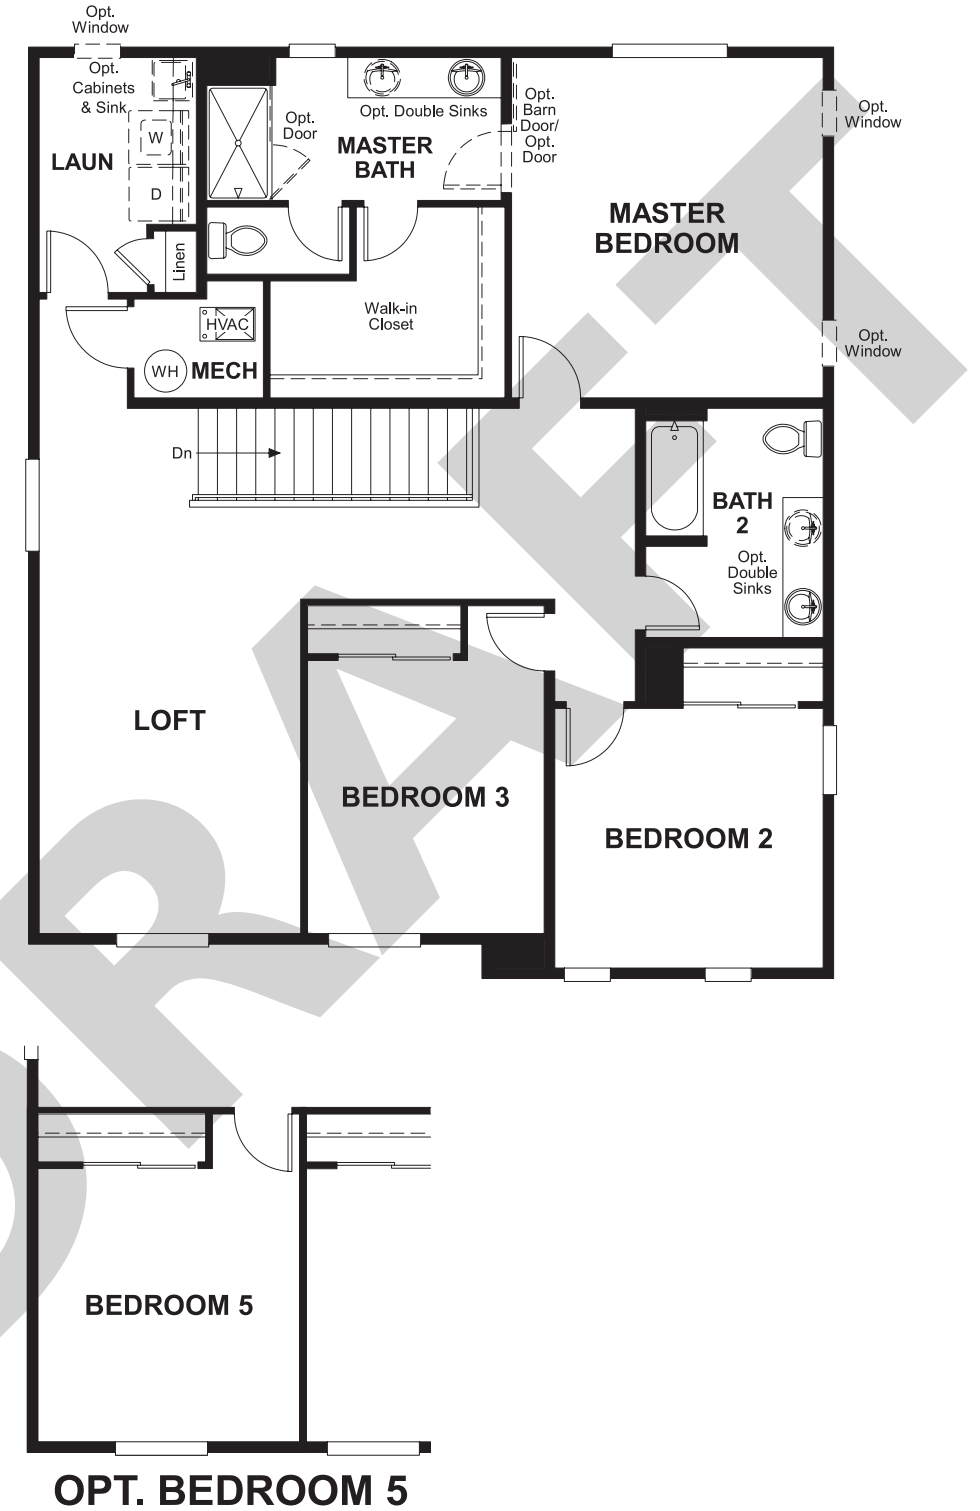 Opt.
Window
Opt.
Cabinets
& Sink
W
D
LAUN
Linen
Opt.
Door
Opt. Double Sinks
MASTER
BATH
Opt.
Barn
Door/
Opt.
Door
MASTER
BEDROOM
Opt.
Window
Opt.
Window
Walk-in
Closet
HVAC
WH
MECH
Dn
BATH
2
Opt.
Double
Sinks
LOFT
BEDROOM 3
BEDROOM 2
DRAFT
BEDROOM 5
OPT. BEDROOM 5